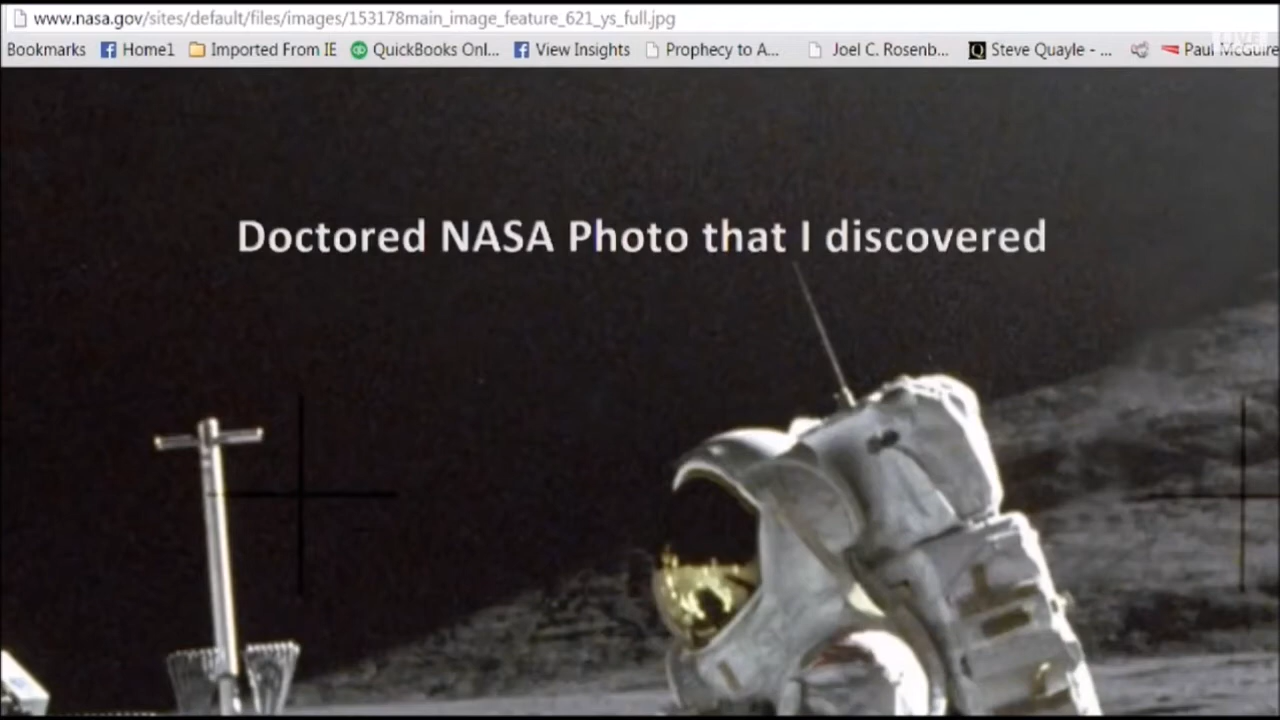 www.nasa.gov/sites/default/files/images/153178main_image_feature_621_ys_full.jpg
Bookmarks Home1 Imported From IE QuickBooks Onl... View Insights Prophecy to A... Joel C. Rosenb... Steve Quayle - ... Paul McGuire
LIVE
Doctored NASA Photo that I discovered